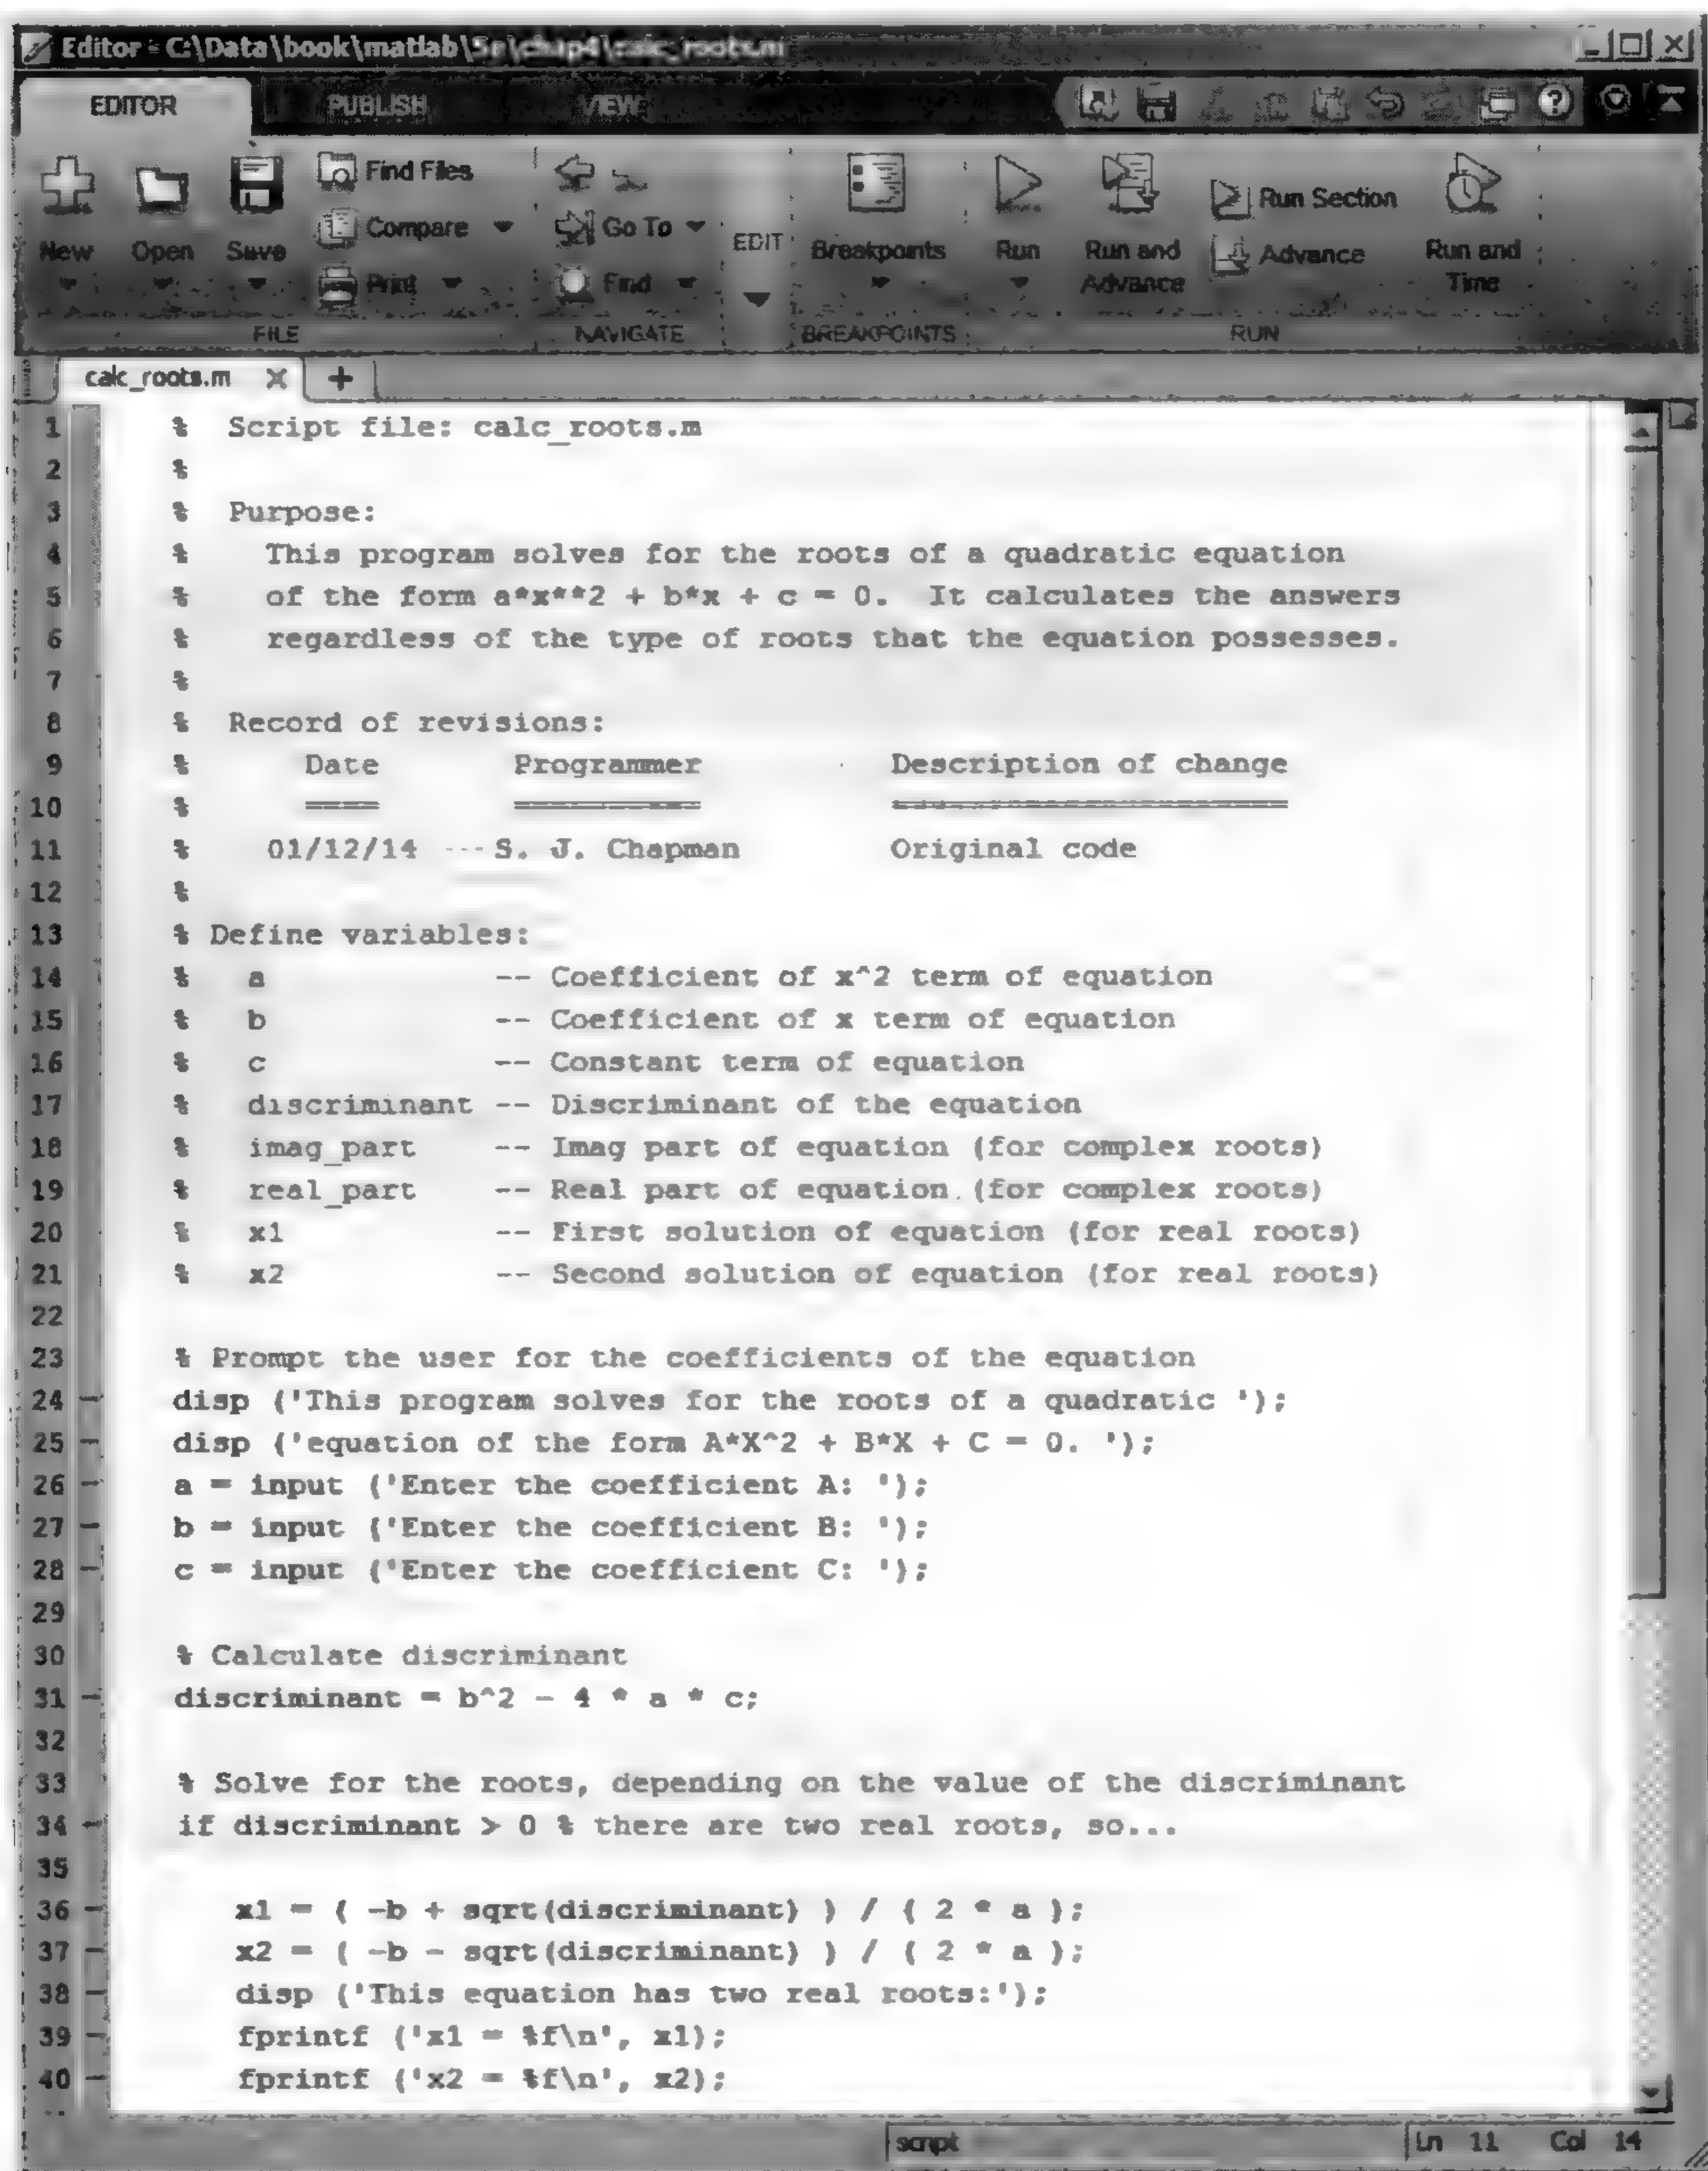 Editor - C:\Data\book\matlab\5e\chap4\calc_roots.m
EDITOR PUBLISH VIEW
New Open Save Find Files Compare Print
FILE
Go To Find
NAVIGATE
EDIT
Breakpoints
BREAKPOINTS
Run Run and Advance Run Section Advance Run and Time
RUN
calc_roots.m
1 %  Script file: calc_roots.m
2 %
3 %  Purpose:
4 %    This program solves for the roots of a quadratic equation
5 %    of the form a*x**2 + b*x + c = 0.  It calculates the answers
6 %    regardless of the type of roots that the equation possesses.
7 %
8 %  Record of revisions:
9 %      Date       Programmer          Description of change
10 %      ====       ==========          =====================
11 %    01/12/14    S. J. Chapman        Original code
12 %
13 % Define variables:
14 %   a            -- Coefficient of x^2 term of equation
15 %   b            -- Coefficient of x term of equation
16 %   c            -- Constant term of equation
17 %   discriminant -- Discriminant of the equation
18 %   imag_part    -- Imag part of equation (for complex roots)
19 %   real_part    -- Real part of equation (for complex roots)
20 %   x1           -- First solution of equation (for real roots)
21 %   x2           -- Second solution of equation (for real roots)
22
23 % Prompt the user for the coefficients of the equation
24 disp ('This program solves for the roots of a quadratic ');
25 disp ('equation of the form A*X^2 + B*X + C = 0. ');
26 a = input ('Enter the coefficient A: ');
27 b = input ('Enter the coefficient B: ');
28 c = input ('Enter the coefficient C: ');
29
30 % Calculate discriminant
31 discriminant = b^2 - 4 * a * c;
32
33 % Solve for the roots, depending on the value of the discriminant
34 if discriminant > 0 % there are two real roots, so...
35
36    x1 = ( -b + sqrt(discriminant) ) / ( 2 * a );
37    x2 = ( -b - sqrt(discriminant) ) / ( 2 * a );
38    disp ('This equation has two real roots:');
39    fprintf ('x1 = %f\n', x1);
40    fprintf ('x2 = %f\n', x2);
script Ln 11 Col 14